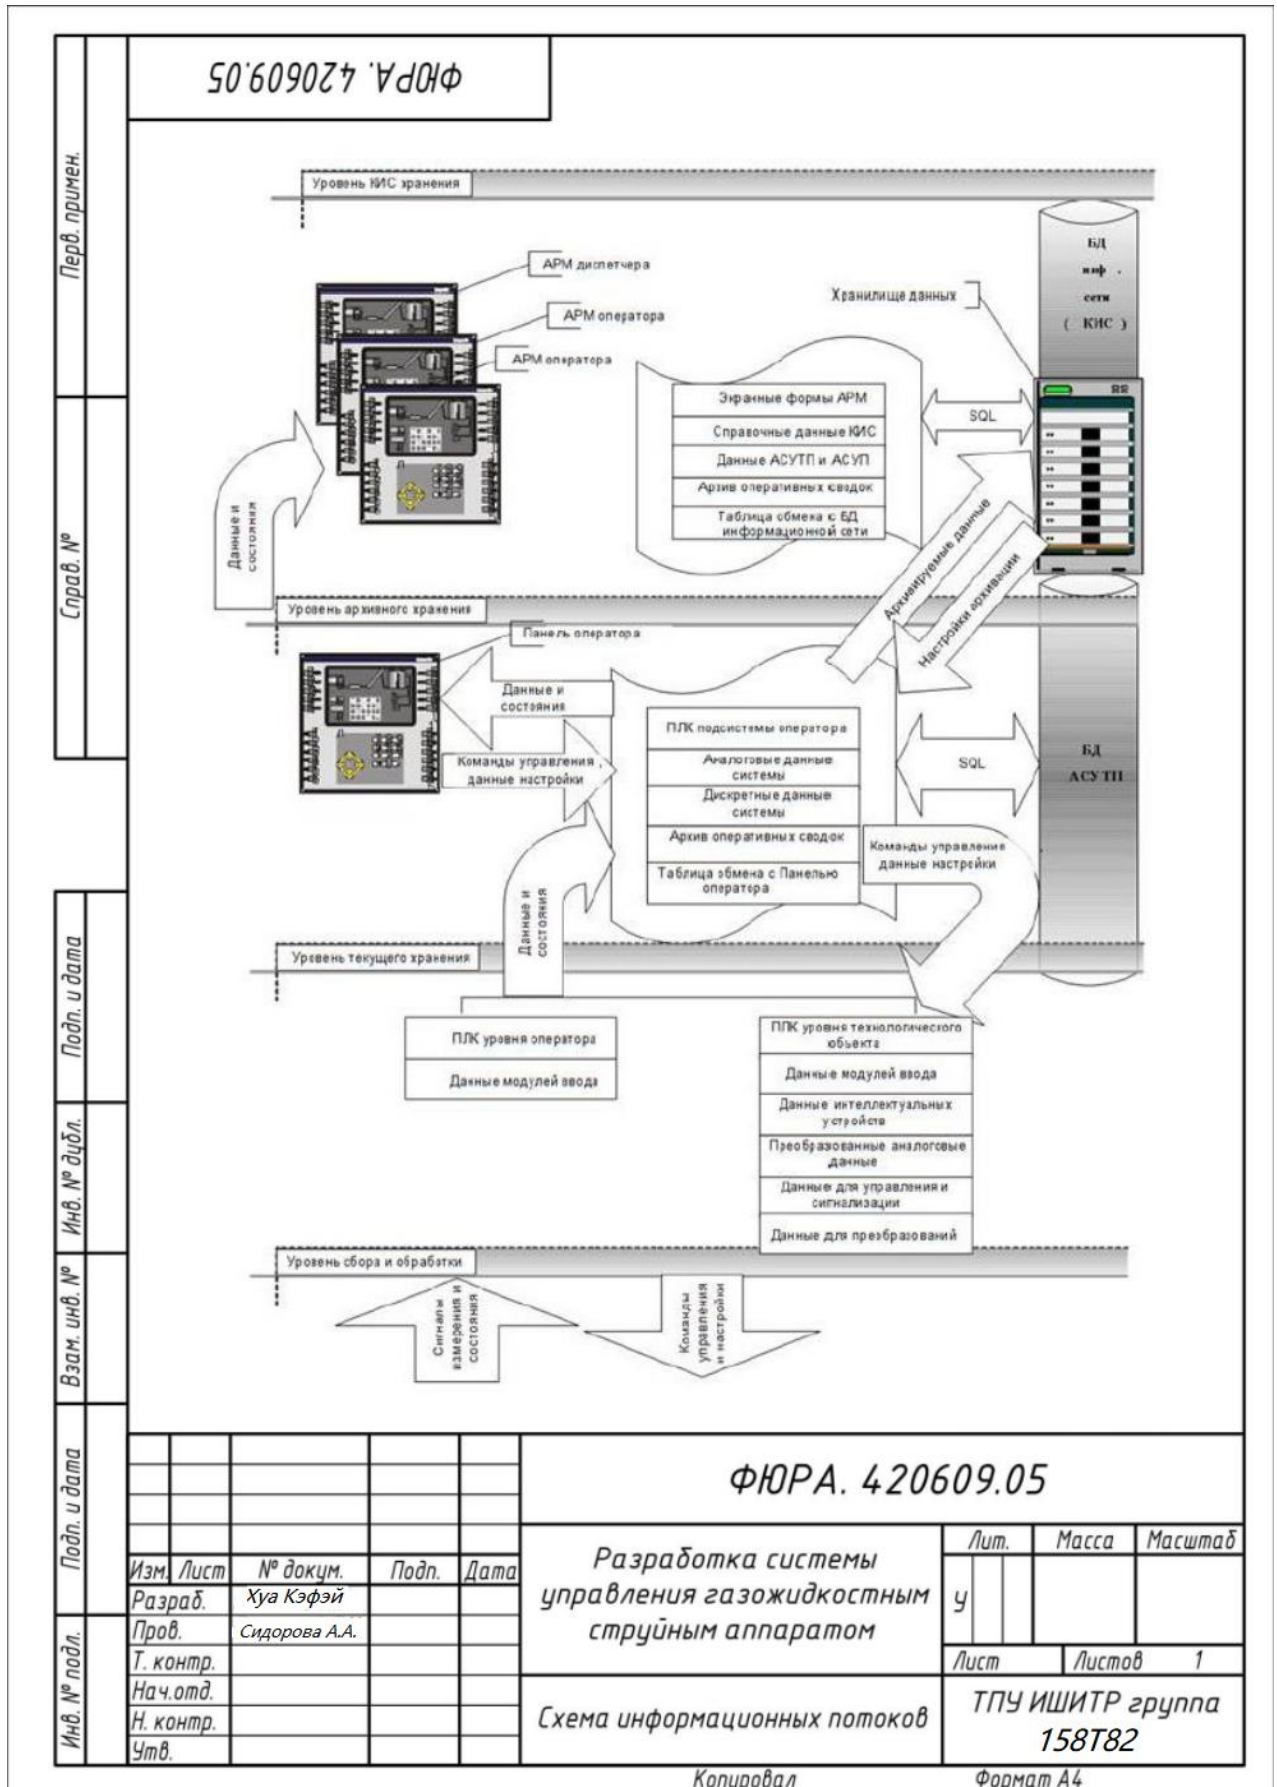 ФЮРА. 420609.05
Перв. примен.
Справ. №
Подп. и дата
Инв. № дубл.
Взам. инв. №
Подп. и дата
Инв. № подл.
Уровень КИС хранения
АРМ диспетчера
АРМ оператора
АРМ оператора
Хранилище данных
БД
инф .
сети
( КИС )
Экранные формы АРМ
Справочные данные КИС
Данные АСУТП и АСУП
Архив оперативных сводок
Таблица обмена с БД
информационной сети
SQL
Данные и
состояния
Архивируемые данные
Настройки архивации
Уровень архивного хранения
Панель оператора
Данные и
состояния
Команды управления ,
данные настройки
ПЛК подсистемы оператора
Аналоговые данные
системы
Дискретные данные
системы
Архив оперативных сводок
Таблица обмена с Панелью
оператора
SQL
БД
АСУТП
Команды управления
данные настройки
Данные и
состояния
Уровень текущего хранения
ПЛК уровня оператора
Данные модулей ввода
ПЛК уровня технологического
объекта
Данные модулей ввода
Данные интеллектуальных
устройств
Преобразованные аналоговые
данные
Данные для управления и
сигнализации
Данные для преобразований
Уровень сбора и обработки
Сигналы
измерения и
состояния
Команды
управления
и настройки
ФЮРА. 420609.05
Изм. Лист № докум. Подп. Дата
Разраб. Хуа Кэфэй
Пров. Сидорова А.А.
Т. контр.
Нач.отд.
Н. контр.
Утв.
Разработка системы
управления газожидкостным
струйным аппаратом
Лит. Масса Масштаб
У
Лист Листов 1
Схема информационных потоков
ТПУ ИШИТР группа
158Т82
Копировал Формат А4